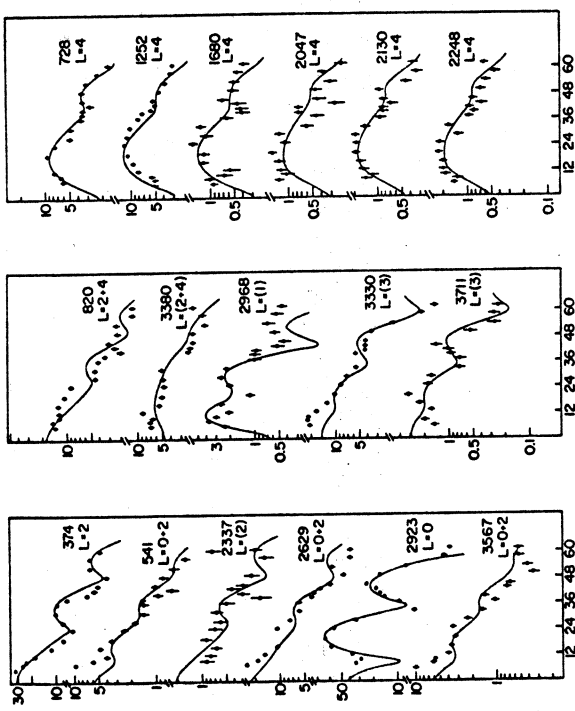 728
L=4
1252
L=4
1680
L=4
2047
L=4
2130
L=4
2248
L=4
60
48
36
24
12
10 5 10 5 1 0.5 1 0.5 1 0.5 1 0.5 0.1
820
L=2+4
3380
L=(2+4)
2968
L=(1)
3330
L=(3)
3711
L=(3)
60
48
36
24
12
10 10 5 3 1 0.5 10 5 1 0.1
374
L=2
541
L=0+2
2337
L=(2)
2629
L=0+2
2923
L=0
3567
L=0+2
60
48
36
24
12
30 10 10 5 1 10 5 50 10 10 1